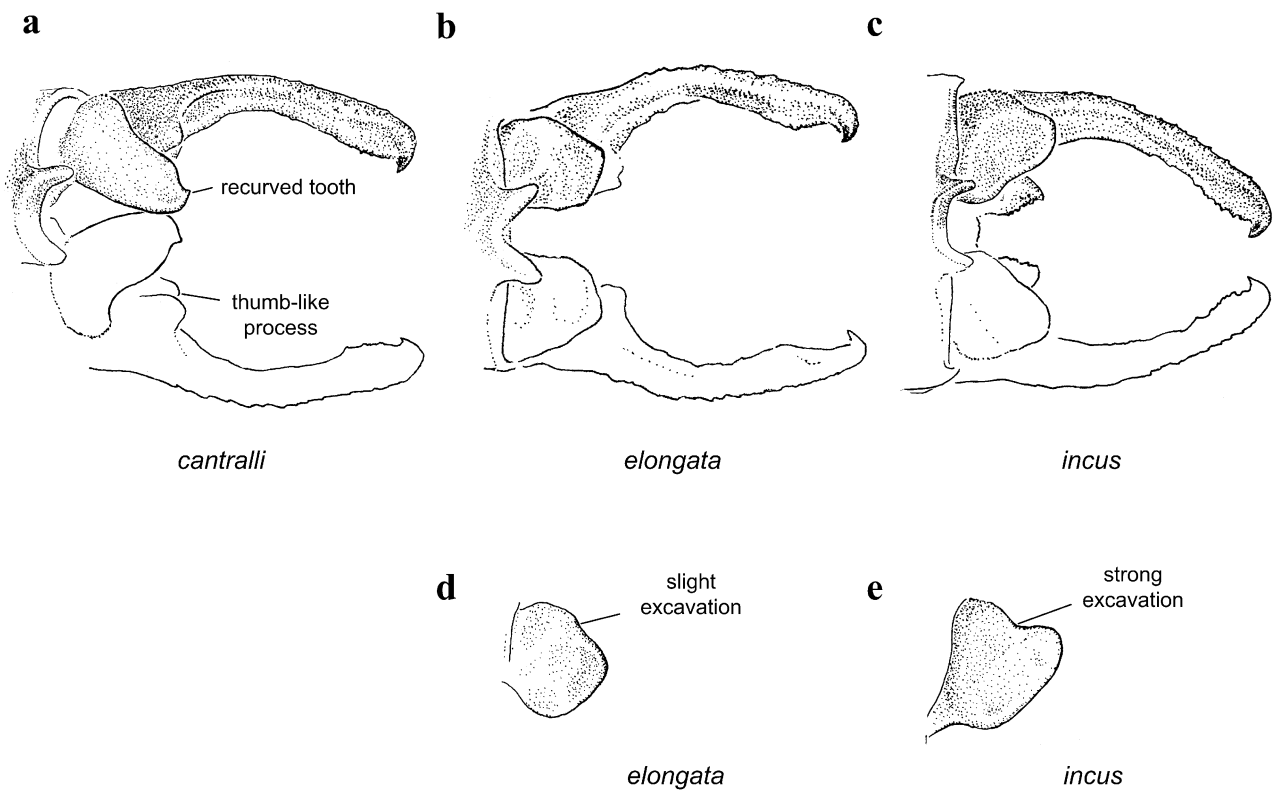 a
b
c
recurved tooth
thumb-like
process
cantralli
elongata
incus
d
slight
excavation
e
strong
excavation
elongata
incus